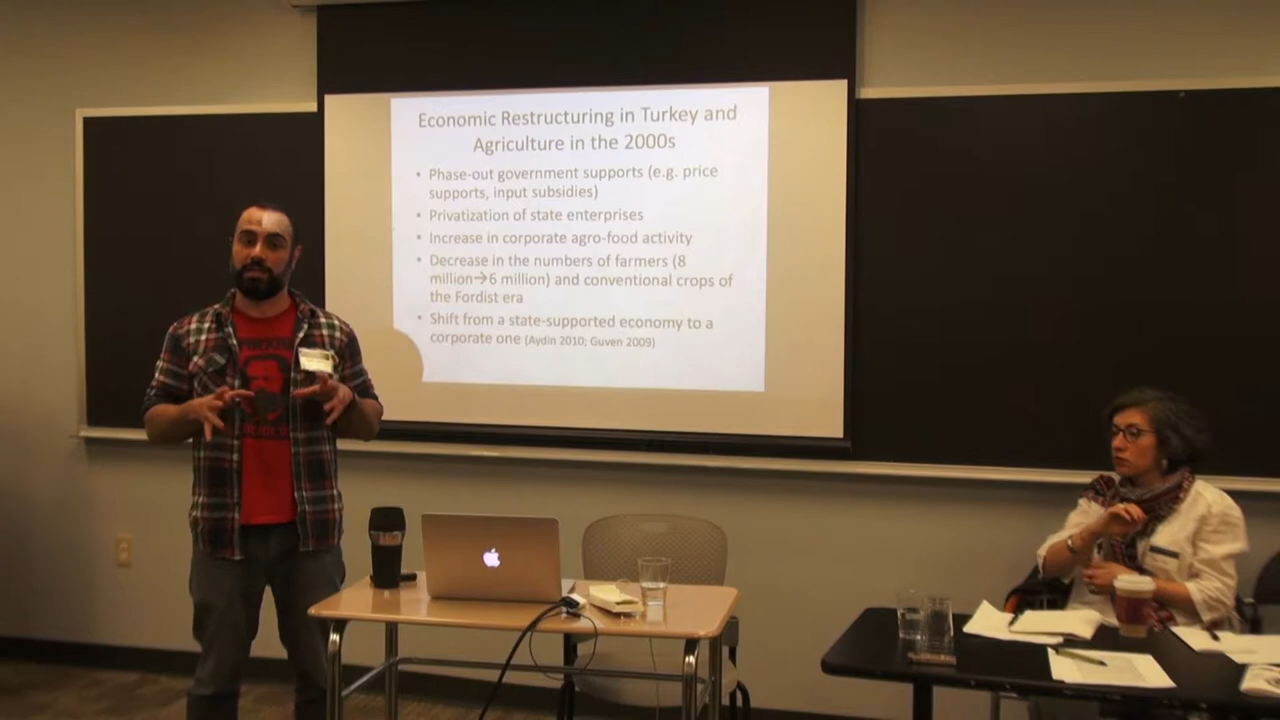 Economic Restructuring in Turkey and
Agriculture in the 2000s
• Phase-out government supports (e.g. price
supports, input subsidies)
• Privatization of state enterprises
• Increase in corporate agro-food activity
• Decrease in the numbers of farmers (8
million→6 million) and conventional crops of
the Fordist era
• Shift from a state-supported economy to a
corporate one (Aydin 2010; Guven 2009)